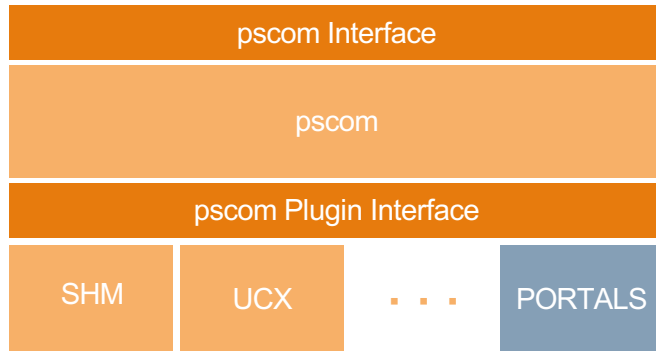 pscom Interface
pscom
pscom Plugin Interface
SHM UCX . . . PORTALS